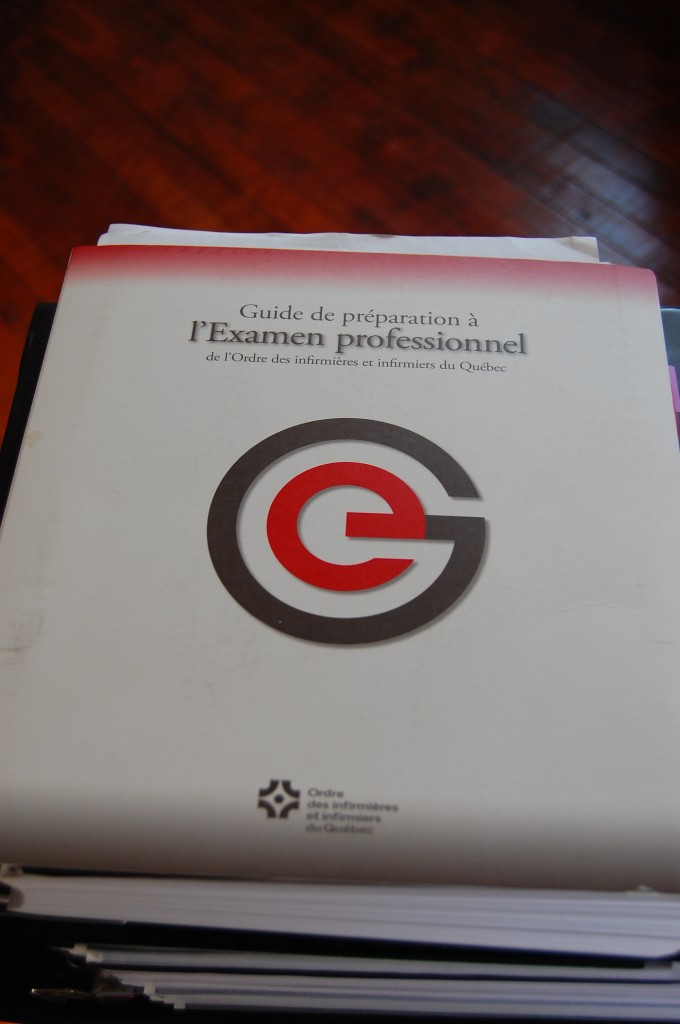 Guide de préparation à
l'Examen professionnel
de l'Ordre des infirmières et infirmiers du Québec
Ge
Ordre
des infirmières
et infirmiers
du Québec